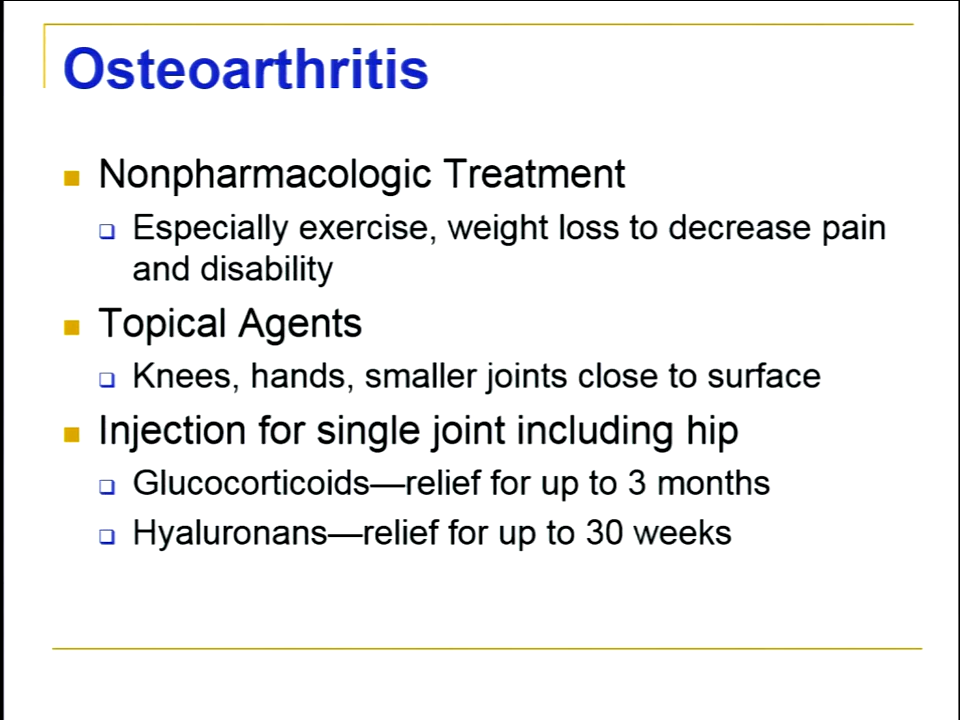 Osteoarthritis
Nonpharmacologic Treatment
Especially exercise, weight loss to decrease pain
and disability
Topical Agents
Knees, hands, smaller joints close to surface
Injection for single joint including hip
Glucocorticoids—relief for up to 3 months
Hyaluronans—relief for up to 30 weeks